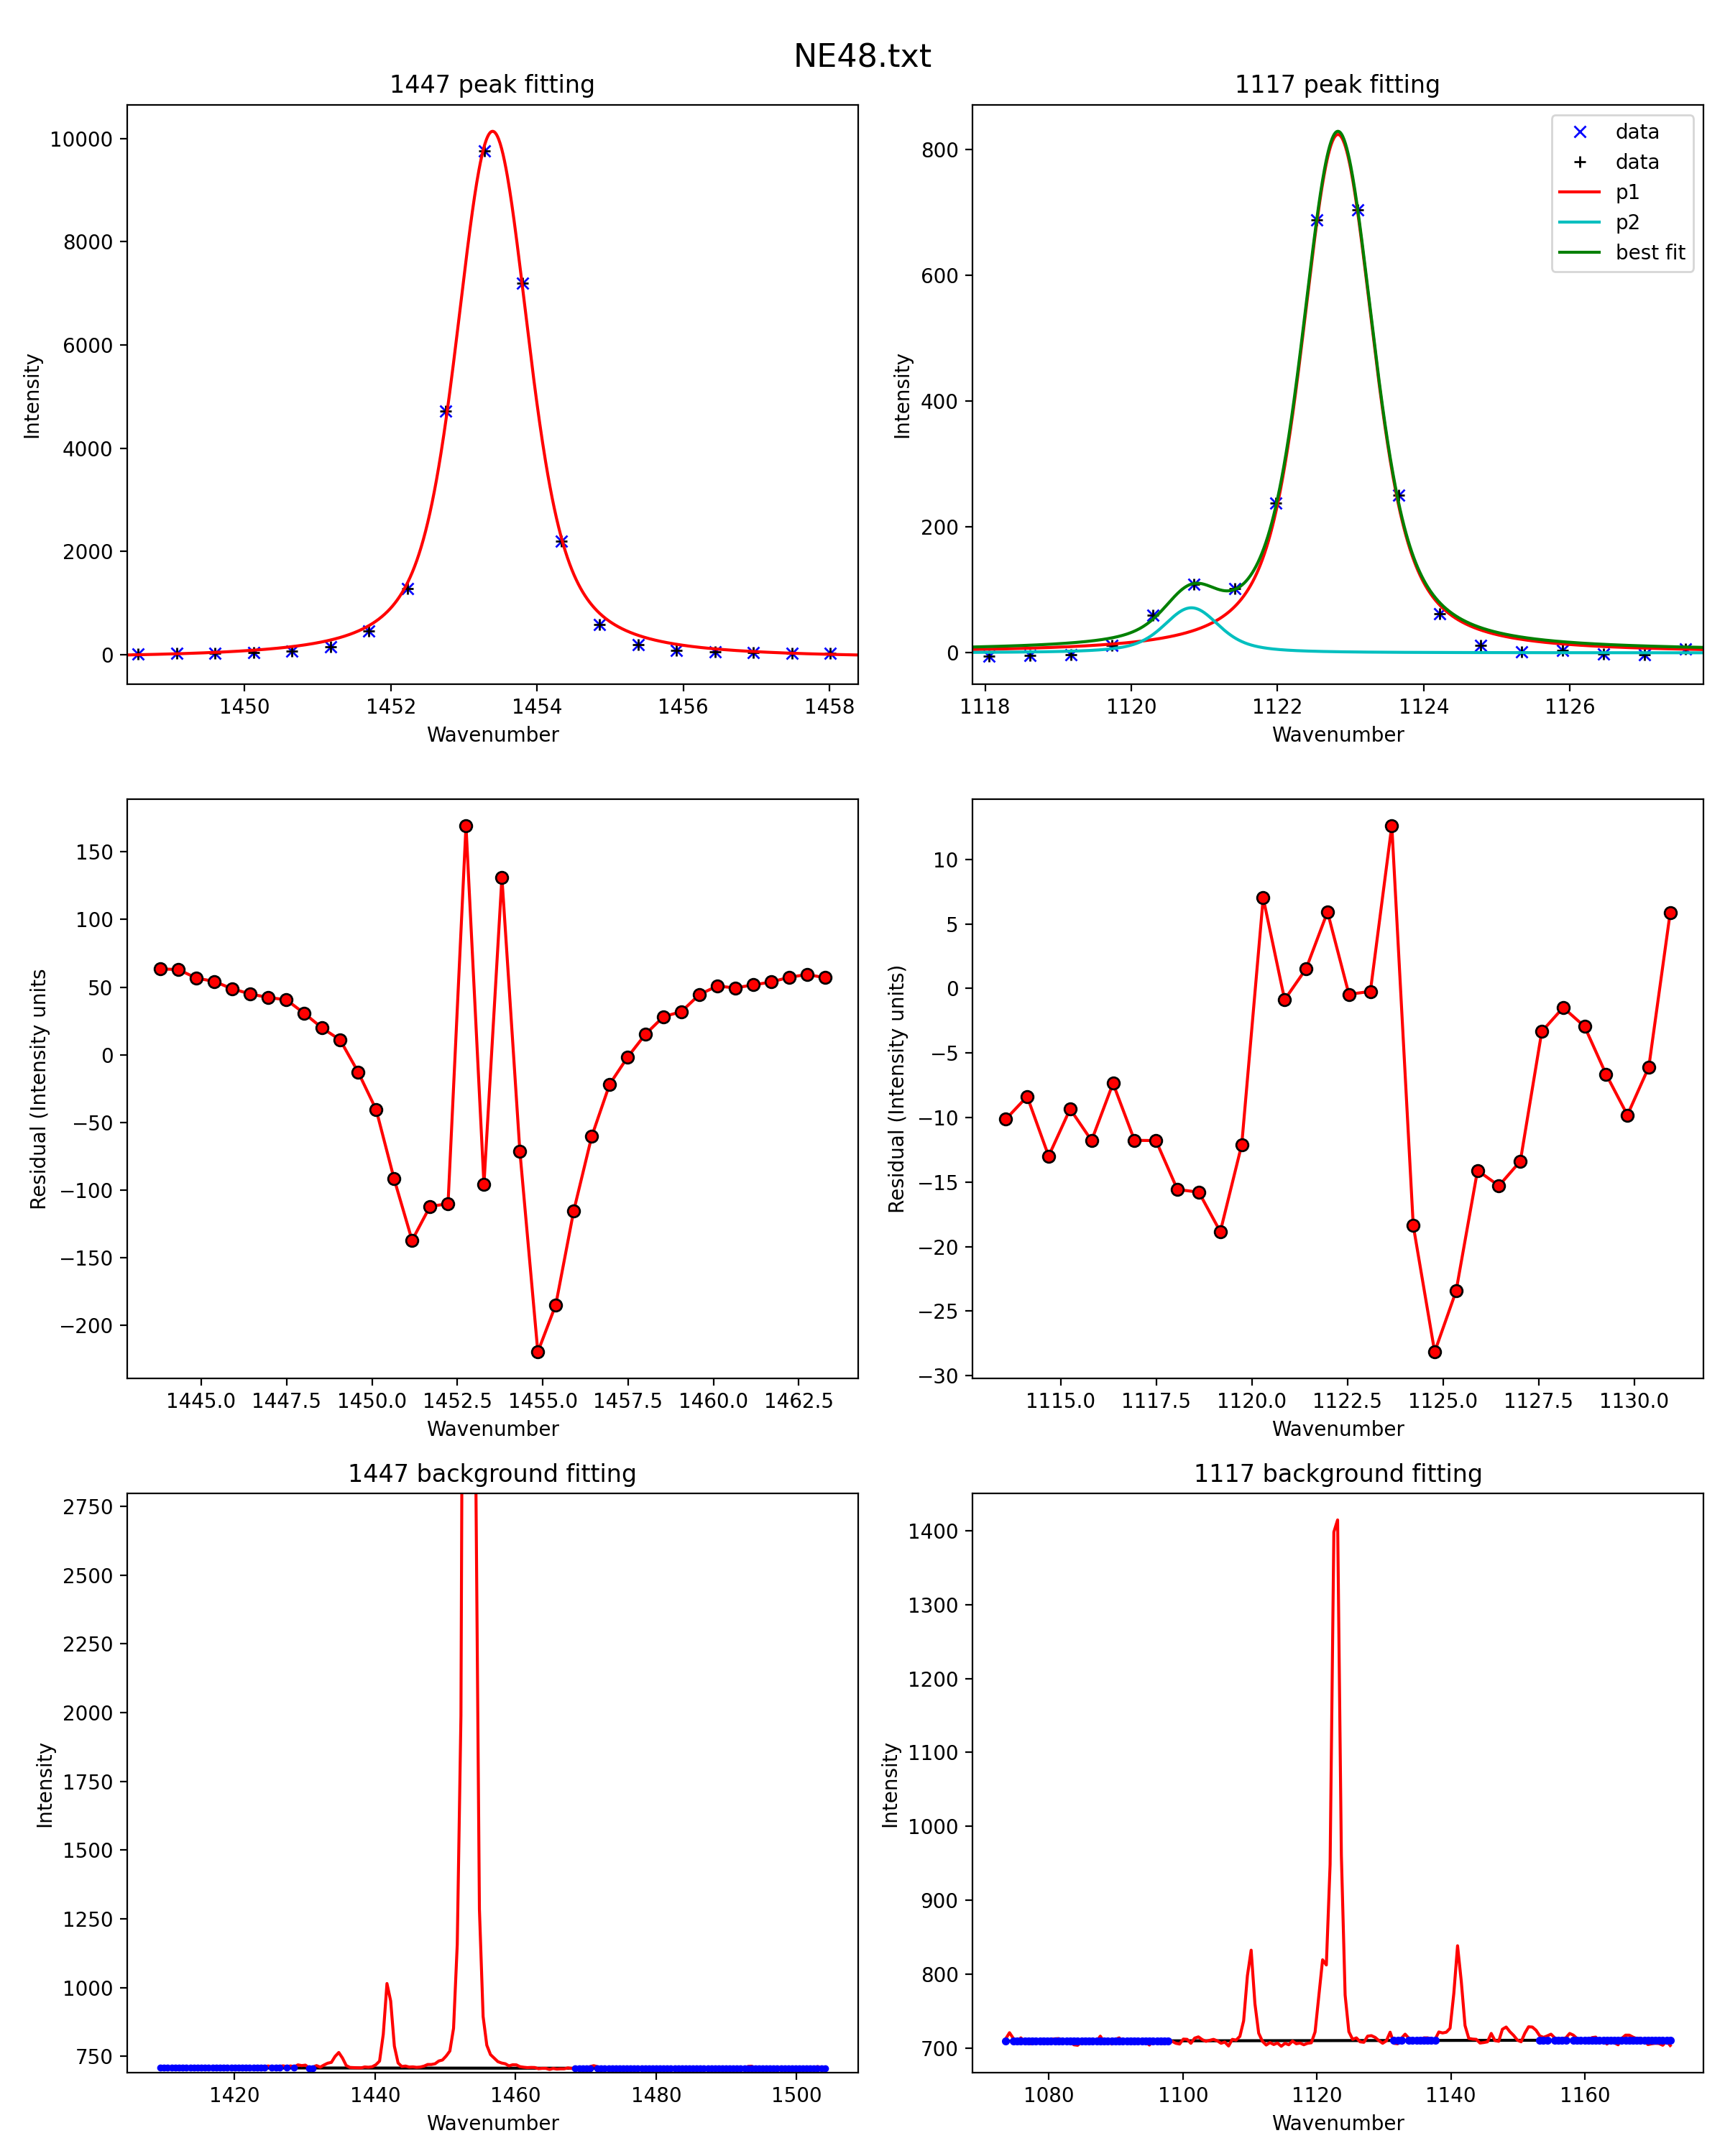 NE48.txt
1447 peak fitting
10000
8000
6000
4000
2000
0
Intensity
1450 1452 1454 1456 1458
Wavenumber
1117 peak fitting
800
600
400
200
0
Intensity
data
data
p1
p2
best fit
1118 1120 1122 1124 1126
Wavenumber
150
100
50
0
−50
−100
−150
−200
Residual (Intensity units
1445.0 1447.5 1450.0 1452.5 1455.0 1457.5 1460.0 1462.5
Wavenumber
10
5
0
−5
−10
−15
−20
−25
−30
Residual (Intensity units)
1115.0 1117.5 1120.0 1122.5 1125.0 1127.5 1130.0
Wavenumber
1447 background fitting
2750
2500
2250
2000
1750
1500
1250
1000
750
Intensity
1420 1440 1460 1480 1500
Wavenumber
1117 background fitting
1400
1300
1200
1100
1000
900
800
700
Intensity
1080 1100 1120 1140 1160
Wavenumber